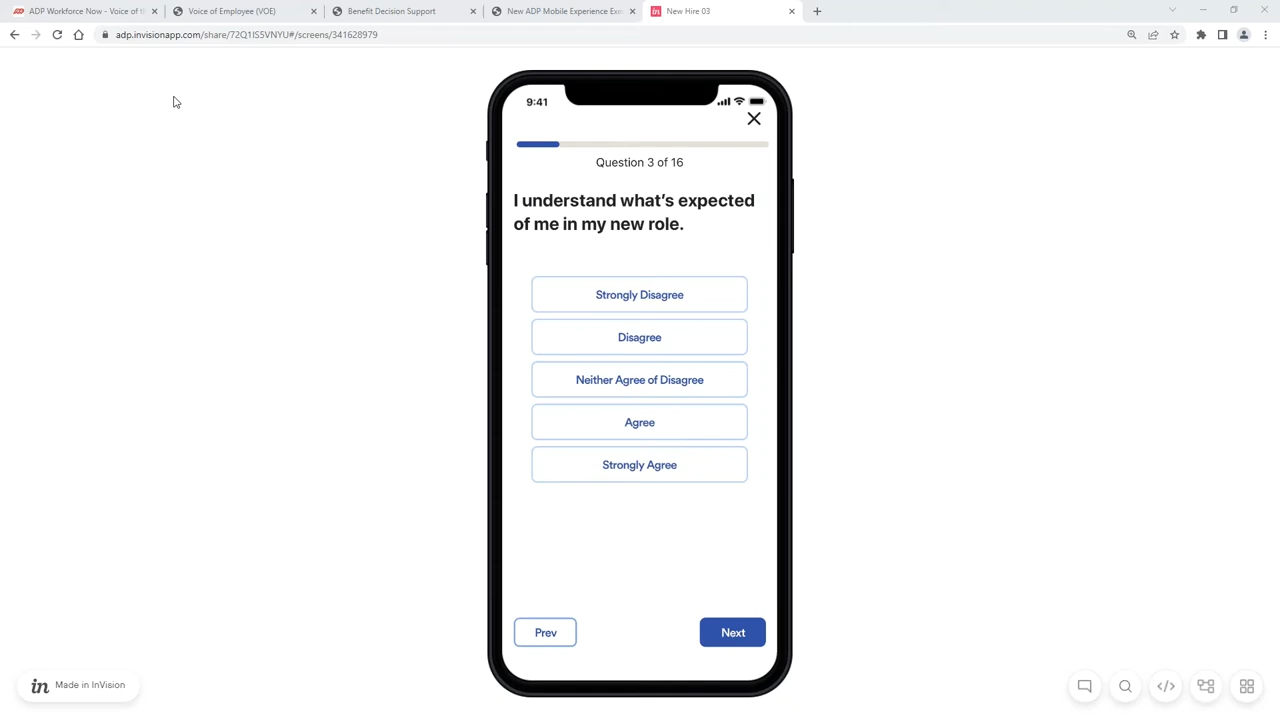 ADP Workforce Now - Voice of th
Voice of Employee (VOE)
Benefit Decision Support
New ADP Mobile Experience Exe
New Hire 03
adp.invisionapp.com/share/72Q1IS5VNYU#/screens/341628979
9:41
Question 3 of 16
I understand what's expected
of me in my new role.
Strongly Disagree
Disagree
Neither Agree of Disagree
Agree
Strongly Agree
Prev
Next
in Made in InVision